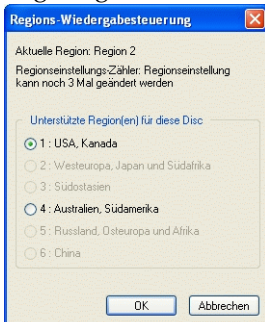 Regions-Wiedergabesteuerung
Aktuelle Region: Region 2
Regionseinstellungs-Zähler: Regionseinstellung
kann noch 3 Mal geändert werden
Unterstützte Region(en) für diese Disc
1 : USA, Kanada
2 : Westeuropa, Japan und Südafrika
3 : Südostasien
4 : Australien, Südamerika
5 : Russland, Osteuropa und Afrika
6 : China
OK
Abbrechen